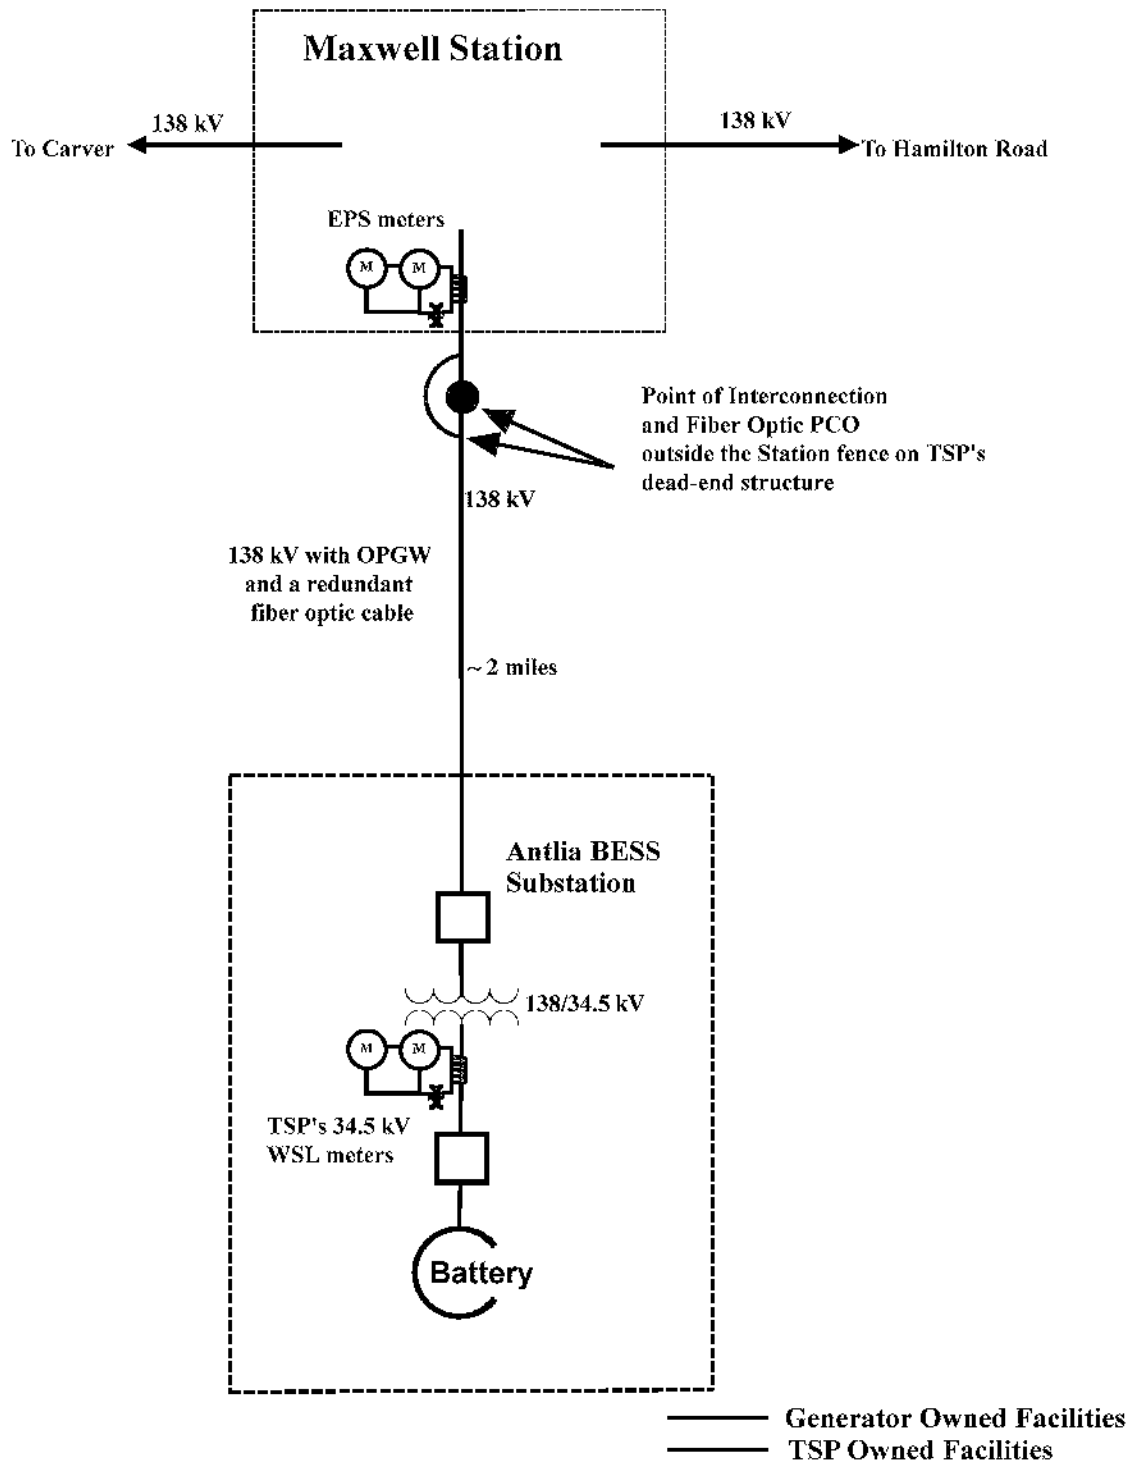 Maxwell Station
138 kV
138 kV
To Carver
To Hamilton Road
EPS meters
M
M
Point of Interconnection
and Fiber Optic PCO
outside the Station fence on TSP's
dead-end structure
138 kV
138 kV with OPGW
and a redundant
fiber optic cable
~ 2 miles
Antlia BESS
Substation
138/34.5 kV
M
M
TSP's 34.5 kV
WSL meters
Battery
Generator Owned Facilities
TSP Owned Facilities